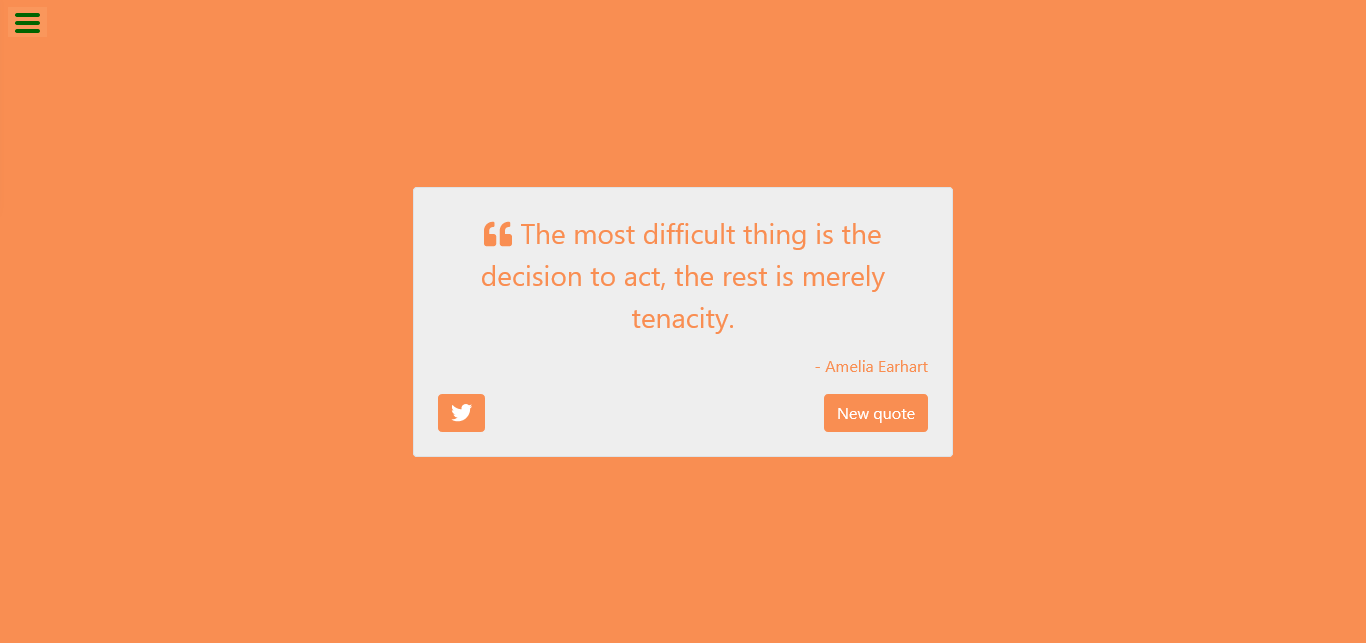 The most difficult thing is the
decision to act, the rest is merely
tenacity.
- Amelia Earhart
New quote